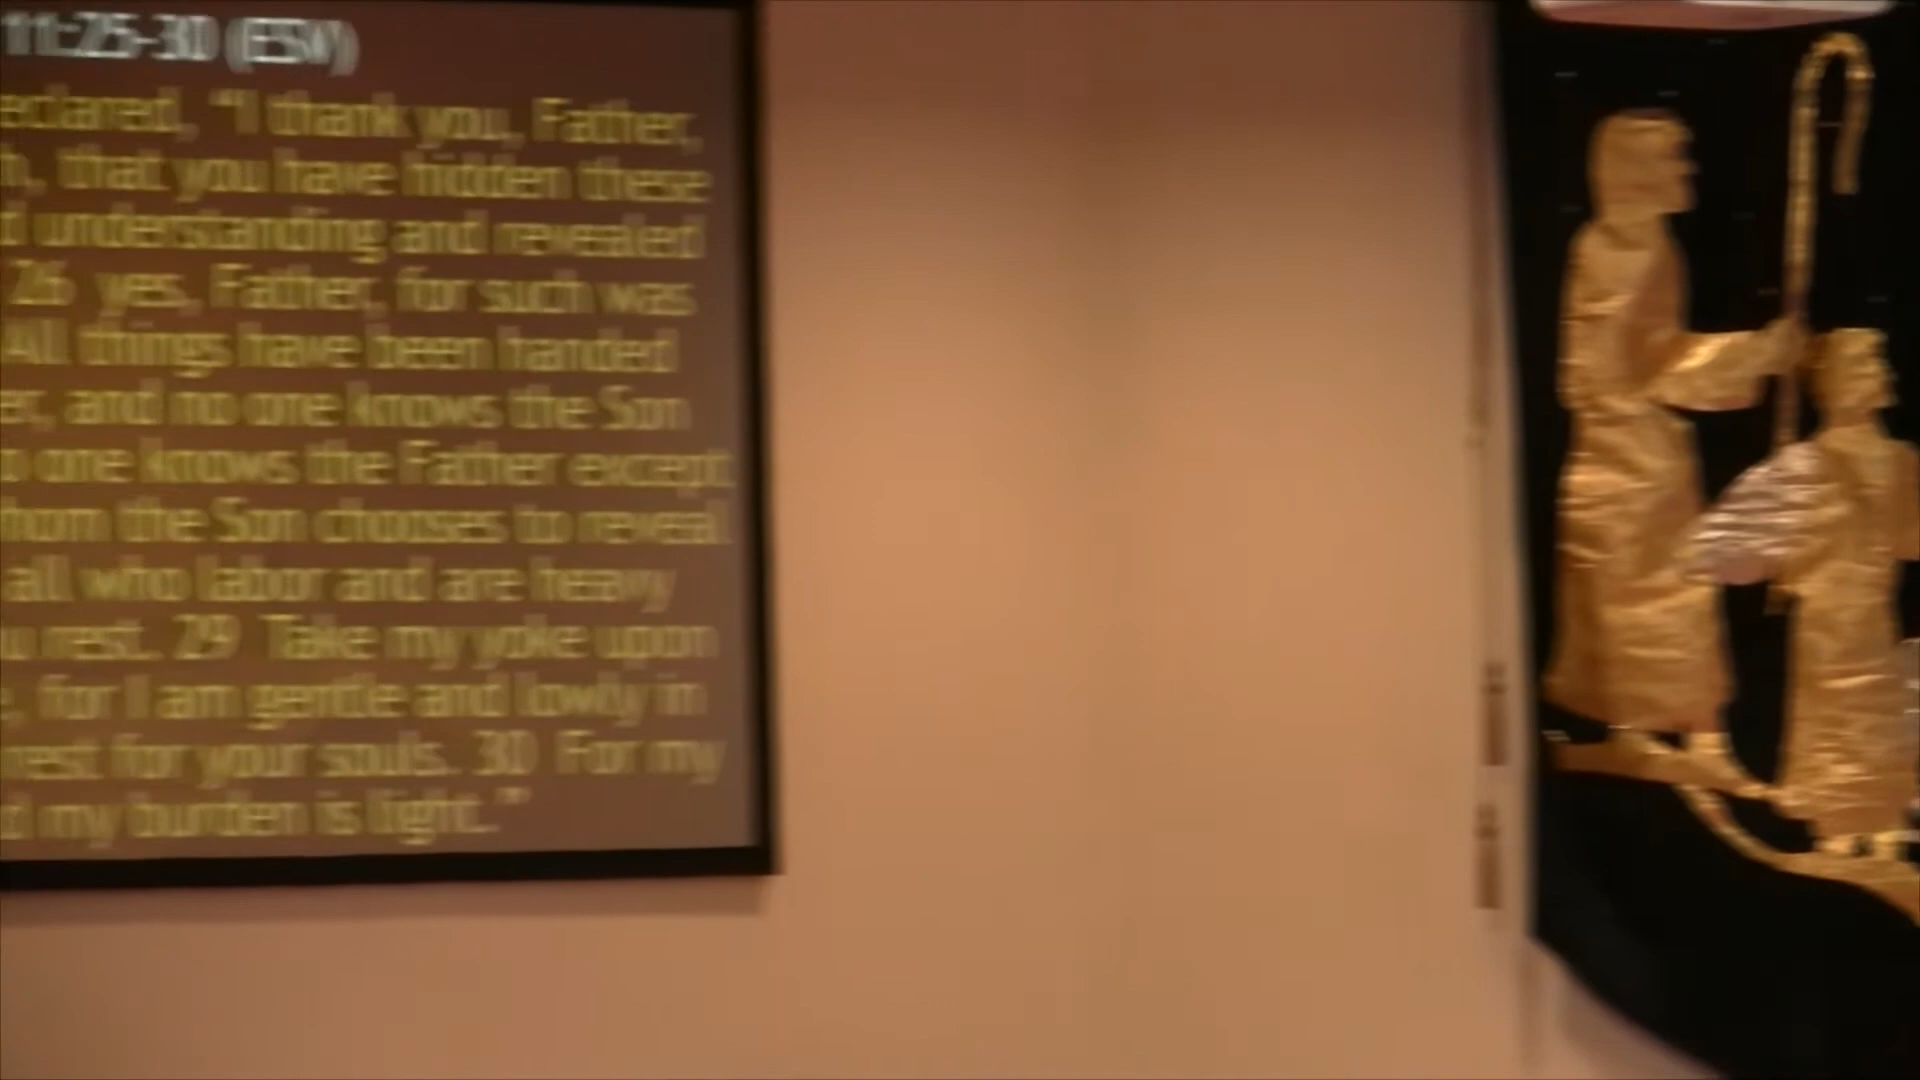 11:25-30 (ESV)
eclared, "I thank you, Father,
h, that you have hidden these
d understanding and revealed
26 yes, Father, for such was
All things have been handed
er, and no one knows the Son
o one knows the Father except
hom the Son chooses to reveal
all who labor and are heavy
u rest. 29 Take my yoke upon
e, for I am gentle and lowly in
rest for your souls. 30 For my
d my burden is light."